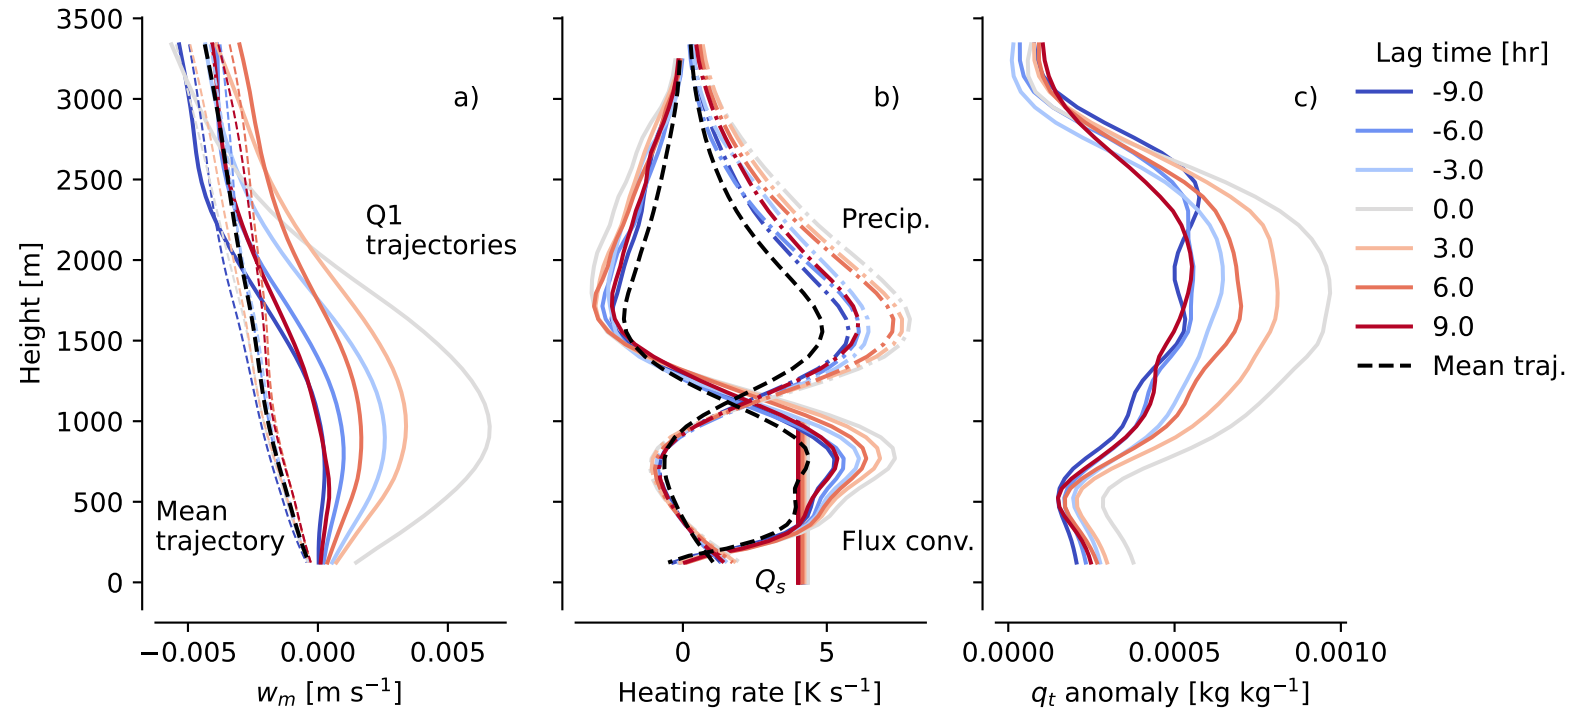 3500
3000
2500
2000
1500
1000
500
0
Height [m]
a)
Q1
trajectories
Mean
trajectory
−0.005
0.000
0.005
wₘ [m s⁻¹]
b)
Precip.
Flux conv.
Qₛ
0
5
Heating rate [K s⁻¹]
c)
0.0000
0.0005
0.0010
qₜ anomaly [kg kg⁻¹]
Lag time [hr]
-9.0
-6.0
-3.0
0.0
3.0
6.0
9.0
Mean traj.